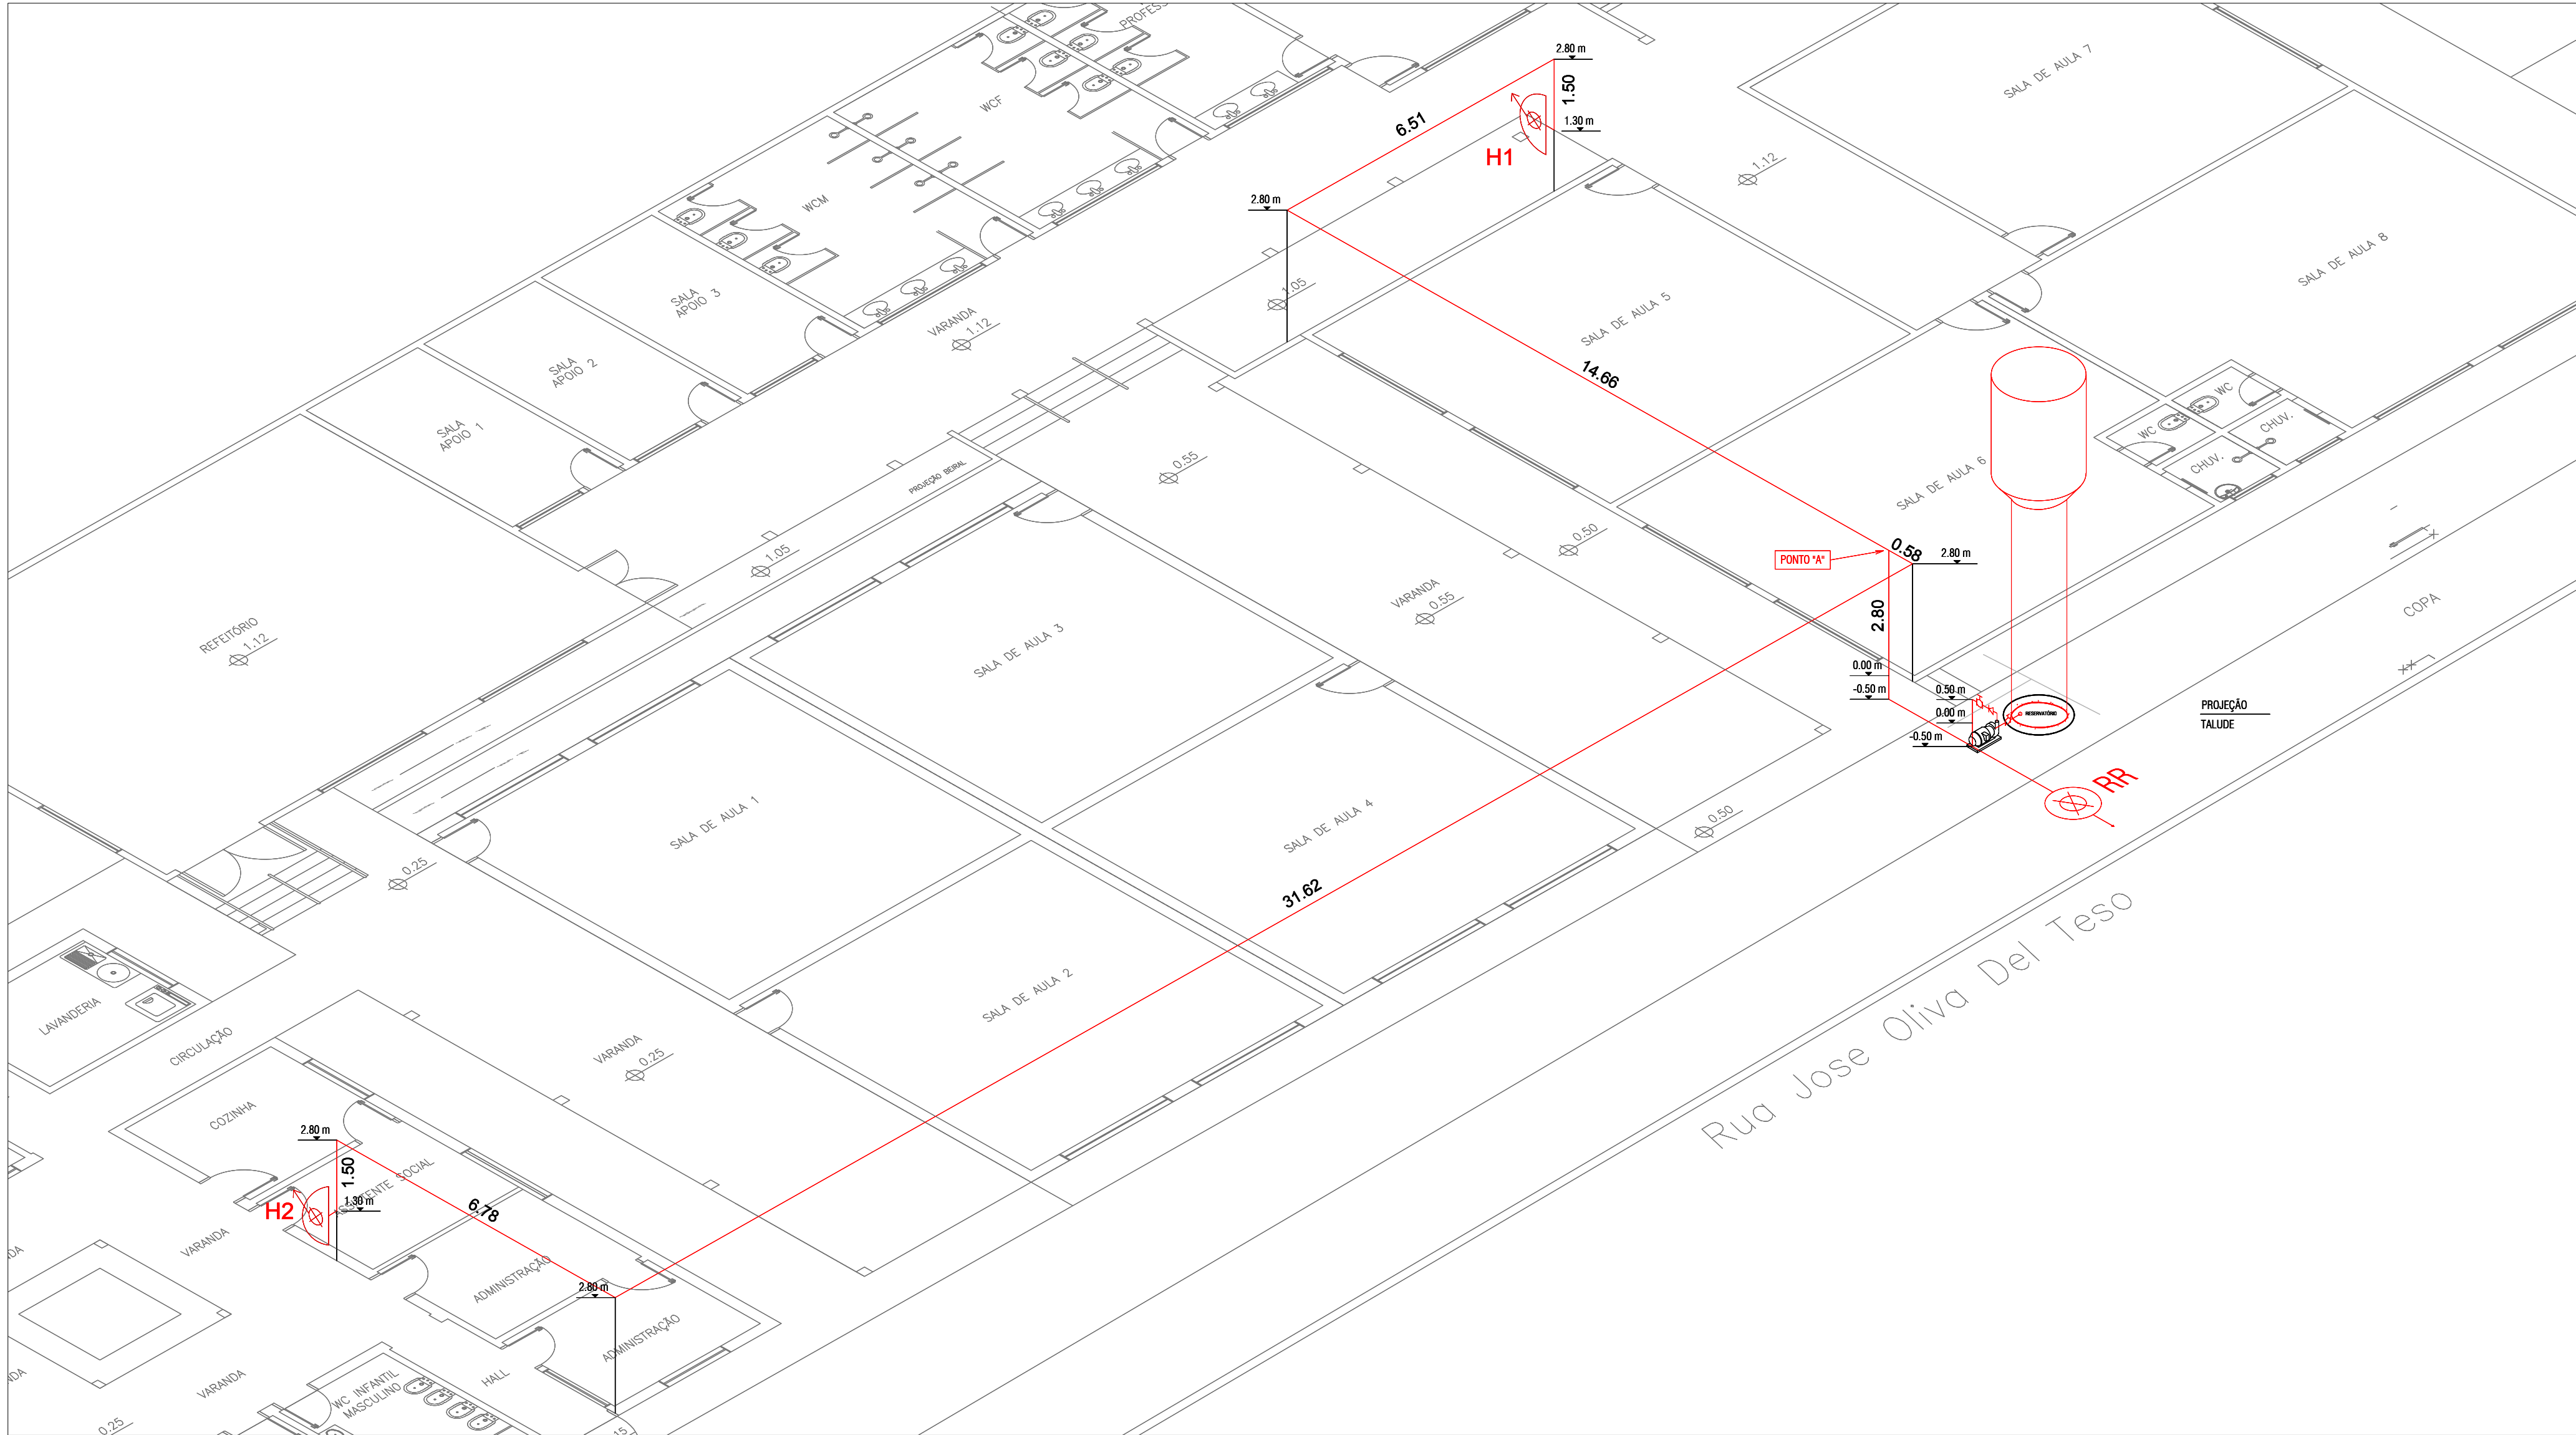 PROFESS
2.80 m
SALA DE AULA 7
1.50
WCF
6.51
1.30 m
H1
1.12
WCM
2.80 m
SALA DE AULA 8
SALA
APOIO 3
1.05
SALA DE AULA 5
VARANDA
1.12
SALA
APOIO 2
14.66
WC
WC
CHUV.
CHUV.
SALA
APOIO 1
0.55
PROJEÇÃO BEIRAL
SALA DE AULA 6
0.50
1.05
0.58
2.80 m
PONTO "A"
VARANDA
0.55
COPA
2.80
REFEITÓRIO
1.12
SALA DE AULA 3
0.00 m
-0.50 m
0.50 m
0.00 m
-0.50 m
RESERVATÓRIO
PROJEÇÃO
TALUDE
RR
SALA DE AULA 1
SALA DE AULA 4
0.50
0.25
31.62
Rua Jose Oliva Del Teso
SALA DE AULA 2
LAVANDERIA
CIRCULAÇÃO
VARANDA
0.25
COZINHA
2.80 m
1.50
TENTE SOCIAL
1.30 m
H2
6.78
VARANDA
DA
ADMINISTRAÇÃO
2.80 m
ADMINISTRAÇÃO
HALL
VARANDA
DA
WC INFANTIL
MASCULINO
0.25
15